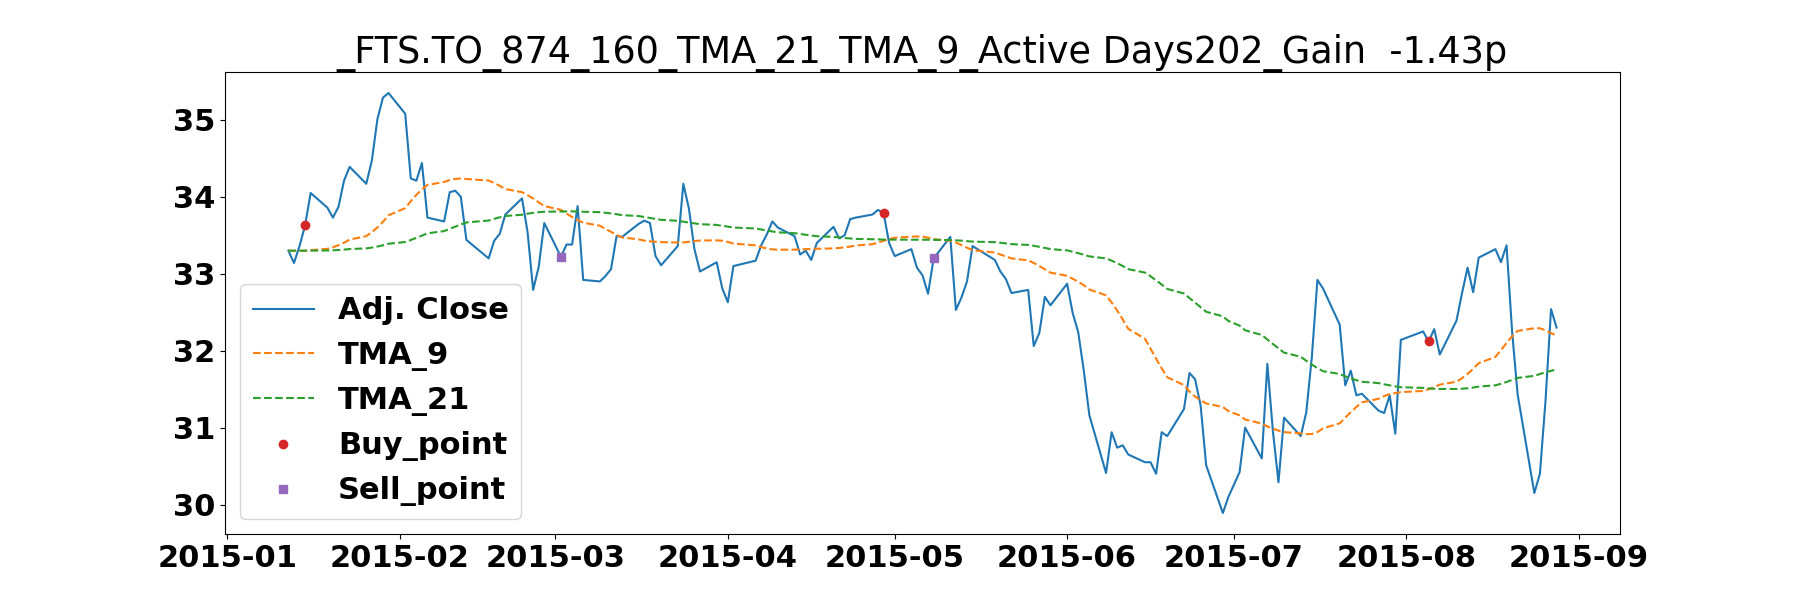 _FTS.TO_874_160_TMA_21_TMA_9_Active Days202_Gain  -1.43p
35
34
33
32
31
30
Adj. Close
TMA_9
TMA_21
Buy_point
Sell_point
2015-01 2015-02 2015-03 2015-04 2015-05 2015-06 2015-07 2015-08 2015-09